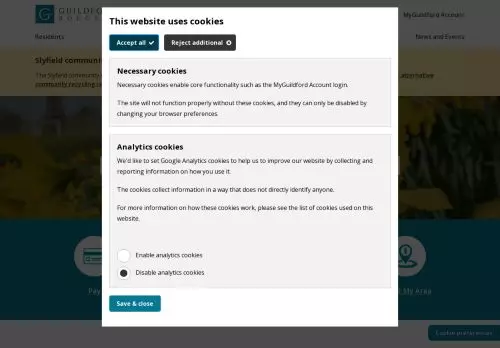 This website uses cookies
Accept all
Reject additional
Necessary cookies
Necessary cookies enable core functionality such as the MyGuildford Account login.
The site will not function properly without these cookies, and they can only be disabled by
changing your browser preferences.
Analytics cookies
We'd like to set Google Analytics cookies to help us to improve our website by collecting and
reporting information on how you use it.
The cookies collect information in a way that does not directly identify anyone.
For more information on how these cookies work, please see the list of cookies used on this
website.
Enable analytics cookies
Disable analytics cookies
Save & close
GUILDFO
MyGuildford Account
Residents
News and Events
Slyfield communi
The Slyfield community
alternative
community recycling
Pay
My Area
Cookie preferences